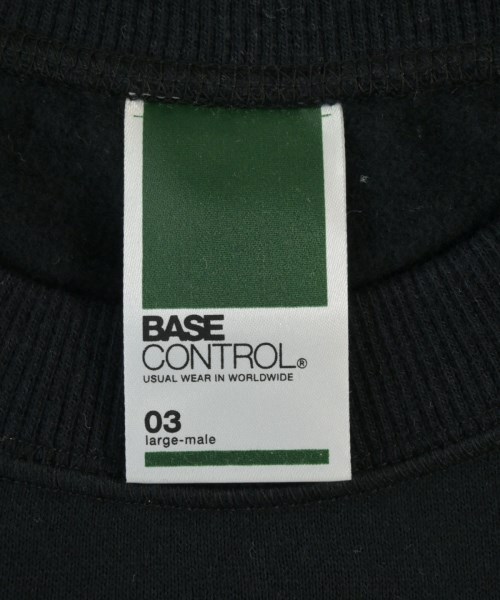 BASE
CONTROL®
USUAL WEAR IN WORLDWIDE
03
large-male